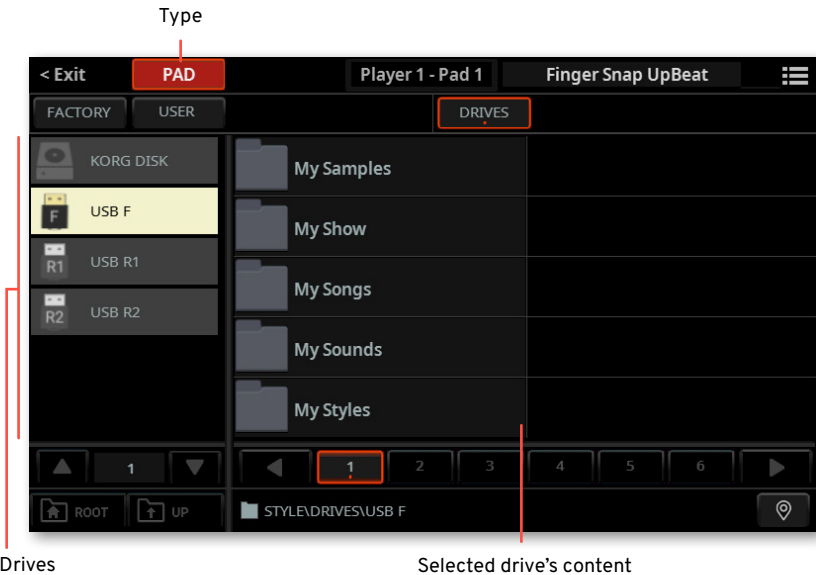 Type
< Exit PAD Player 1 - Pad 1 Finger Snap UpBeat
FACTORY USER DRIVES
KORG DISK
My Samples
F USB F
My Show
R1 USB R1
My Songs
R2 USB R2
My Sounds
My Styles
1 1 2 3 4 5 6
ROOT UP STYLE\DRIVES\USB F
Drives Selected drive's content